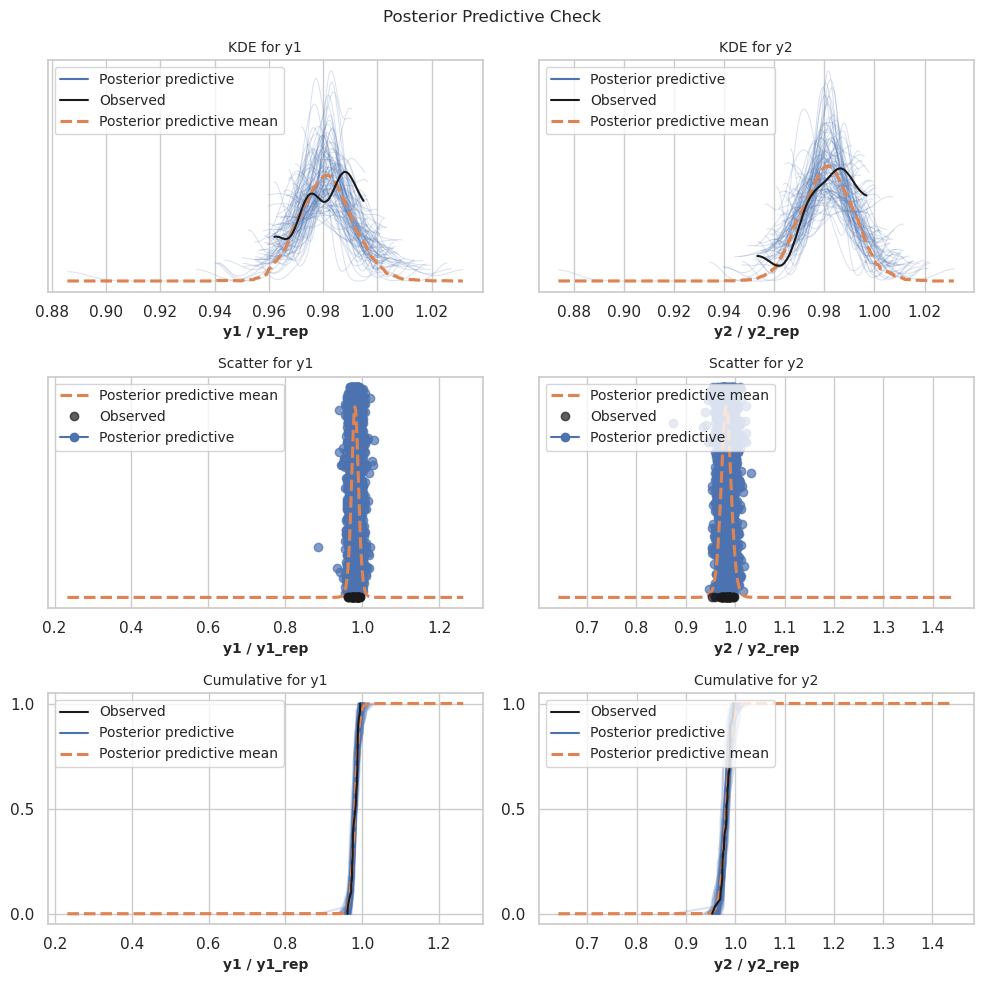 Posterior Predictive Check
KDE for y1
Posterior predictive
Observed
Posterior predictive mean
0.88 0.90 0.92 0.94 0.96 0.98 1.00 1.02
y1 / y1_rep
KDE for y2
Posterior predictive
Observed
Posterior predictive mean
0.88 0.90 0.92 0.94 0.96 0.98 1.00 1.02
y2 / y2_rep
Scatter for y1
Posterior predictive mean
Observed
Posterior predictive
0.2 0.4 0.6 0.8 1.0 1.2
y1 / y1_rep
Scatter for y2
Posterior predictive mean
Observed
Posterior predictive
0.7 0.8 0.9 1.0 1.1 1.2 1.3 1.4
y2 / y2_rep
Cumulative for y1
1.0
0.5
0.0
Observed
Posterior predictive
Posterior predictive mean
0.2 0.4 0.6 0.8 1.0 1.2
y1 / y1_rep
Cumulative for y2
1.0
0.5
0.0
Observed
Posterior predictive
Posterior predictive mean
0.7 0.8 0.9 1.0 1.1 1.2 1.3 1.4
y2 / y2_rep